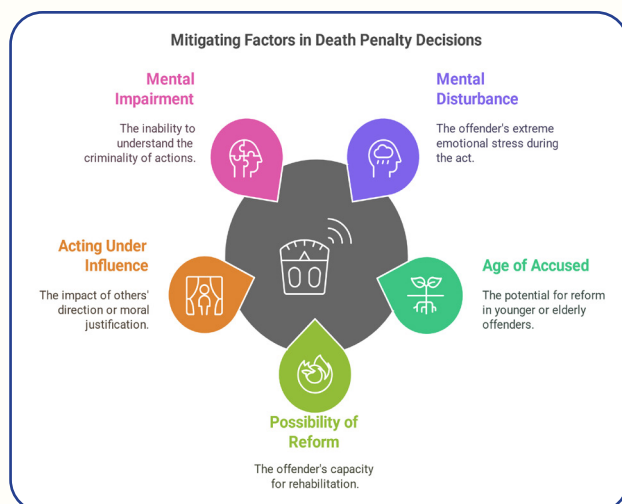 Mitigating Factors in Death Penalty Decisions
Mental
Impairment
The inability to
understand the
criminality of actions.
Mental
Disturbance
The offender's extreme
emotional stress during
the act.
Acting Under
Influence
The impact of others'
direction or moral
justification.
Age of Accused
The potential for reform
in younger or elderly
offenders.
Possibility of
Reform
The offender's capacity
for rehabilitation.